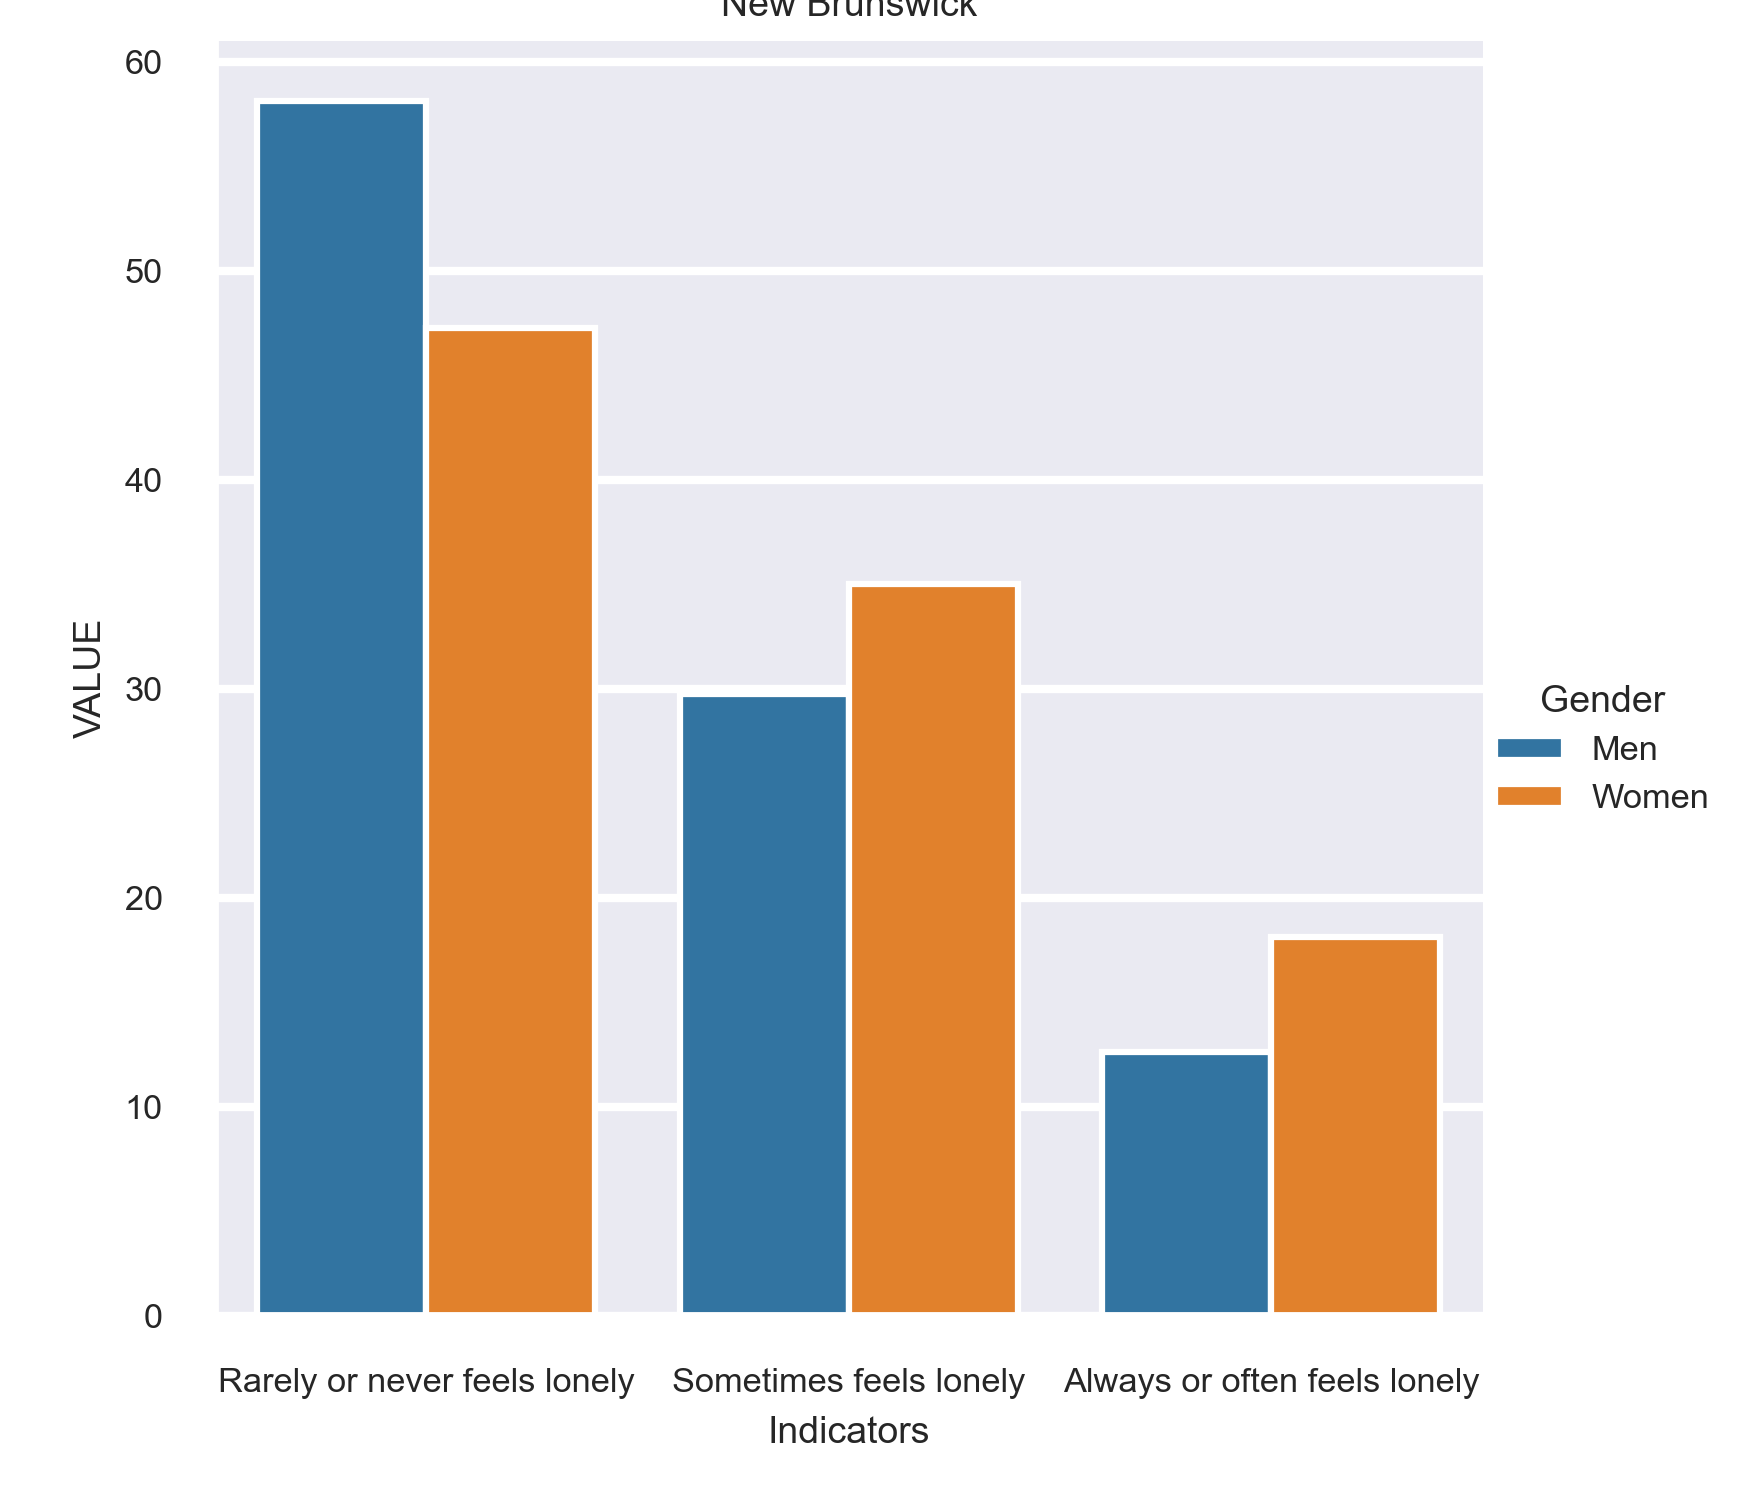 New Brunswick
60
50
40
30
20
10
0
VALUE
Rarely or never feels lonely
Sometimes feels lonely
Always or often feels lonely
Indicators
Gender
Men
Women